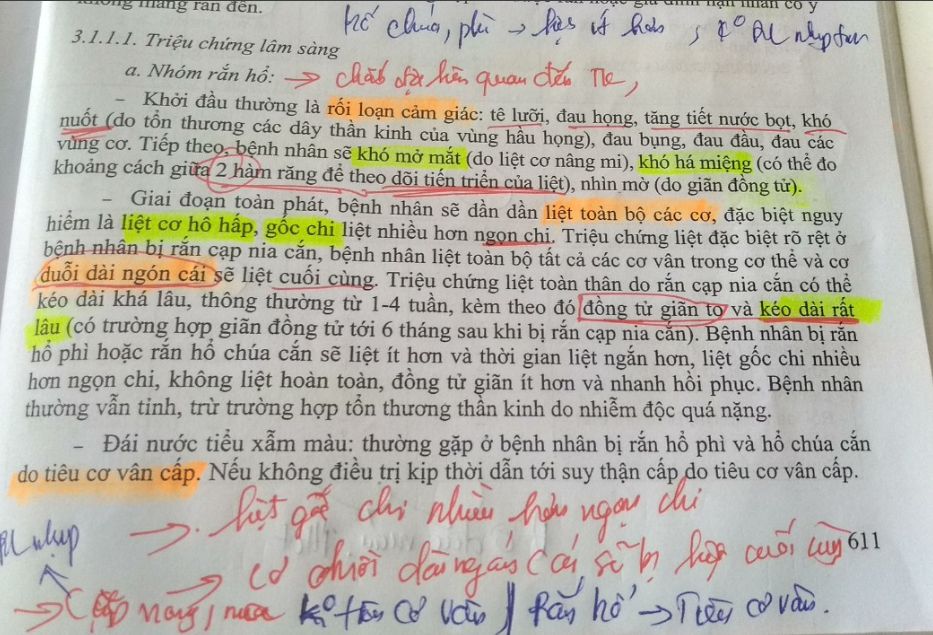 không mang rắn đến. nạn nhân có y
hổ chúa, phì → liệt ít hơn
3.1.1.1. Triệu chứng lâm sàng
a. Nhóm rắn hổ: → chất độc liên quan đến TK,
– Khởi đầu thường là rối loạn cảm giác: tê lưỡi, đau họng, tăng tiết nước bọt, khó
nuốt (do tổn thương các dây thần kinh của vùng hầu họng), đau bụng, đau đầu, đau các
vùng cơ. Tiếp theo, bệnh nhân sẽ khó mở mắt (do liệt cơ nâng mi), khó há miệng (có thể đo
khoảng cách giữa 2 hàm răng để theo dõi tiến triển của liệt), nhìn mờ (do giãn đồng tử).
– Giai đoạn toàn phát, bệnh nhân sẽ dần dần liệt toàn bộ các cơ, đặc biệt nguy
hiểm là liệt cơ hô hấp, gốc chi liệt nhiều hơn ngọn chi. Triệu chứng liệt đặc biệt rõ rệt ở
bệnh nhân bị rắn cạp nia cắn, bệnh nhân liệt toàn bộ tất cả các cơ vân trong cơ thể và cơ
duỗi dài ngón cái sẽ liệt cuối cùng. Triệu chứng liệt toàn thân do rắn cạp nia cắn có thể
kéo dài khá lâu, thông thường từ 1-4 tuần, kèm theo đó đồng tử giãn to và kéo dài rất
lâu (có trường hợp giãn đồng tử tới 6 tháng sau khi bị rắn cạp nia cắn). Bệnh nhân bị rắn
hổ phì hoặc rắn hổ chúa cắn sẽ liệt ít hơn và thời gian liệt ngắn hơn, liệt gốc chi nhiều
hơn ngọn chi, không liệt hoàn toàn, đồng tử giãn ít hơn và nhanh hồi phục. Bệnh nhân
thường vẫn tỉnh, trừ trường hợp tổn thương thần kinh do nhiễm độc quá nặng.
– Đái nước tiểu xẫm màu: thường gặp ở bệnh nhân bị rắn hổ phì và hổ chúa cắn
do tiêu cơ vân cấp. Nếu không điều trị kịp thời dẫn tới suy thận cấp do tiêu cơ vân cấp.
→. liệt gốc chi nhiều hơn ngọn chi
611
→ cơ duỗi dài ngón cái sẽ bị liệt cuối cùng
→ Cạp nong, nia k° tiêu cơ vân | Rắn hổ → Tiêu cơ vân.